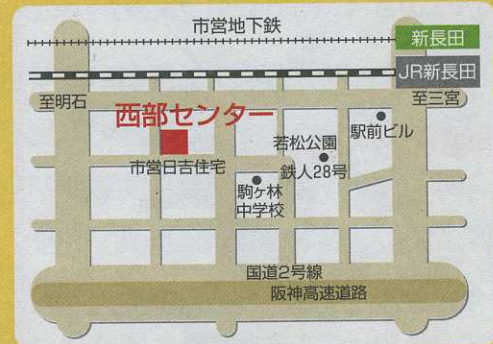 市営地下鉄
新長田
JR新長田
至明石
至三宮
西部センター
駅前ビル
若松公園
市営日吉住宅
鉄人28号
駒ヶ林
中学校
国道2号線
阪神高速道路